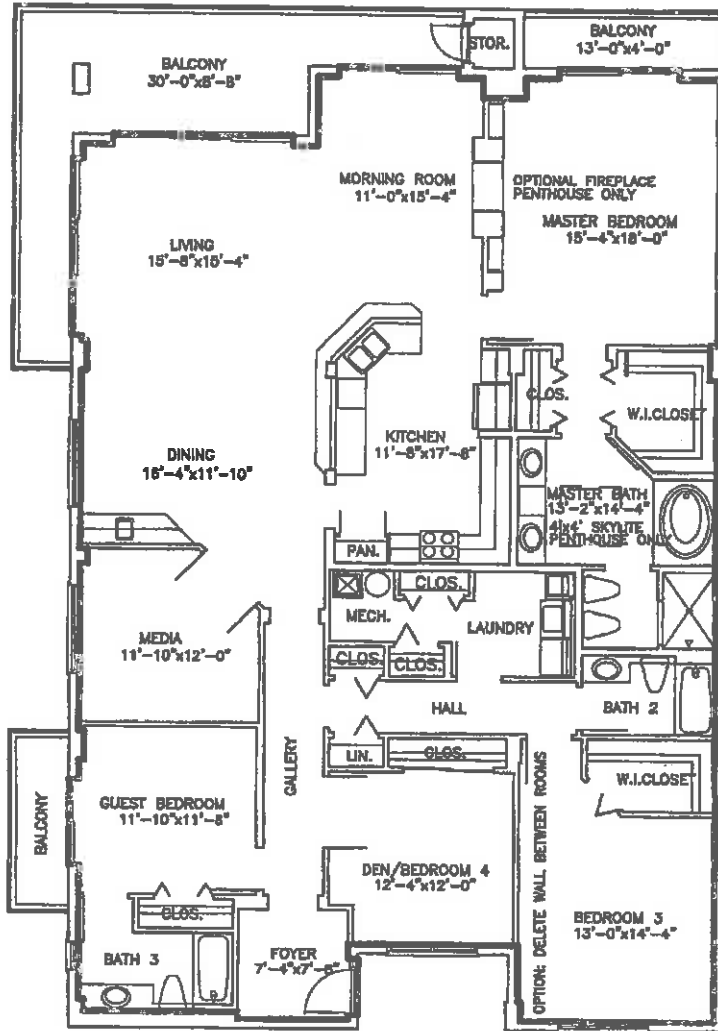 STOR.
BALCONY
13'-0"x4'-0"
BALCONY
30'-0"x8'-8"
MORNING ROOM
11'-0"x15'-4"
OPTIONAL FIREPLACE
PENTHOUSE ONLY
MASTER BEDROOM
15'-4"x18'-0"
LIVING
15'-8"x15'-4"
CLOS.
W.I.CLOSET
KITCHEN
11'-8"x17'-8"
DINING
16'-4"x11'-10"
MASTER BATH
13'-2"x14'-4"
4'x4' SKYLITE
PENTHOUSE ONLY
PAN.
CLOS.
MECH.
LAUNDRY
MEDIA
11'-10"x12'-0"
CLOS.
CLOS.
HALL
BATH 2
LIN.
CLOS.
GALLERY
W.I.CLOSET
BALCONY
GUEST BEDROOM
11'-10"x11'-8"
OPTION: DELETE WALL BETWEEN ROOMS
DEN/BEDROOM 4
12'-4"x12'-0"
CLOS.
BEDROOM 3
13'-0"x14'-4"
BATH 3
FOYER
7'-4"x7'-6"